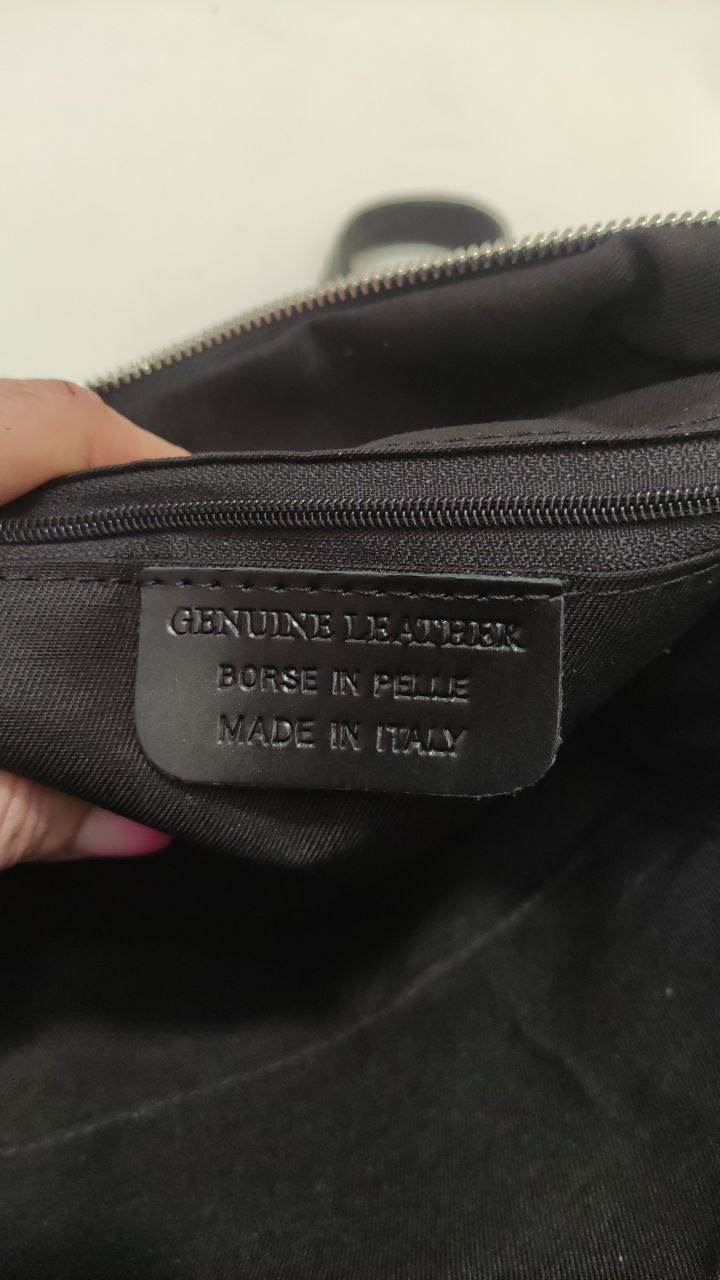 GENUINE LEATHER
BORSE IN PELLE
MADE IN ITALY